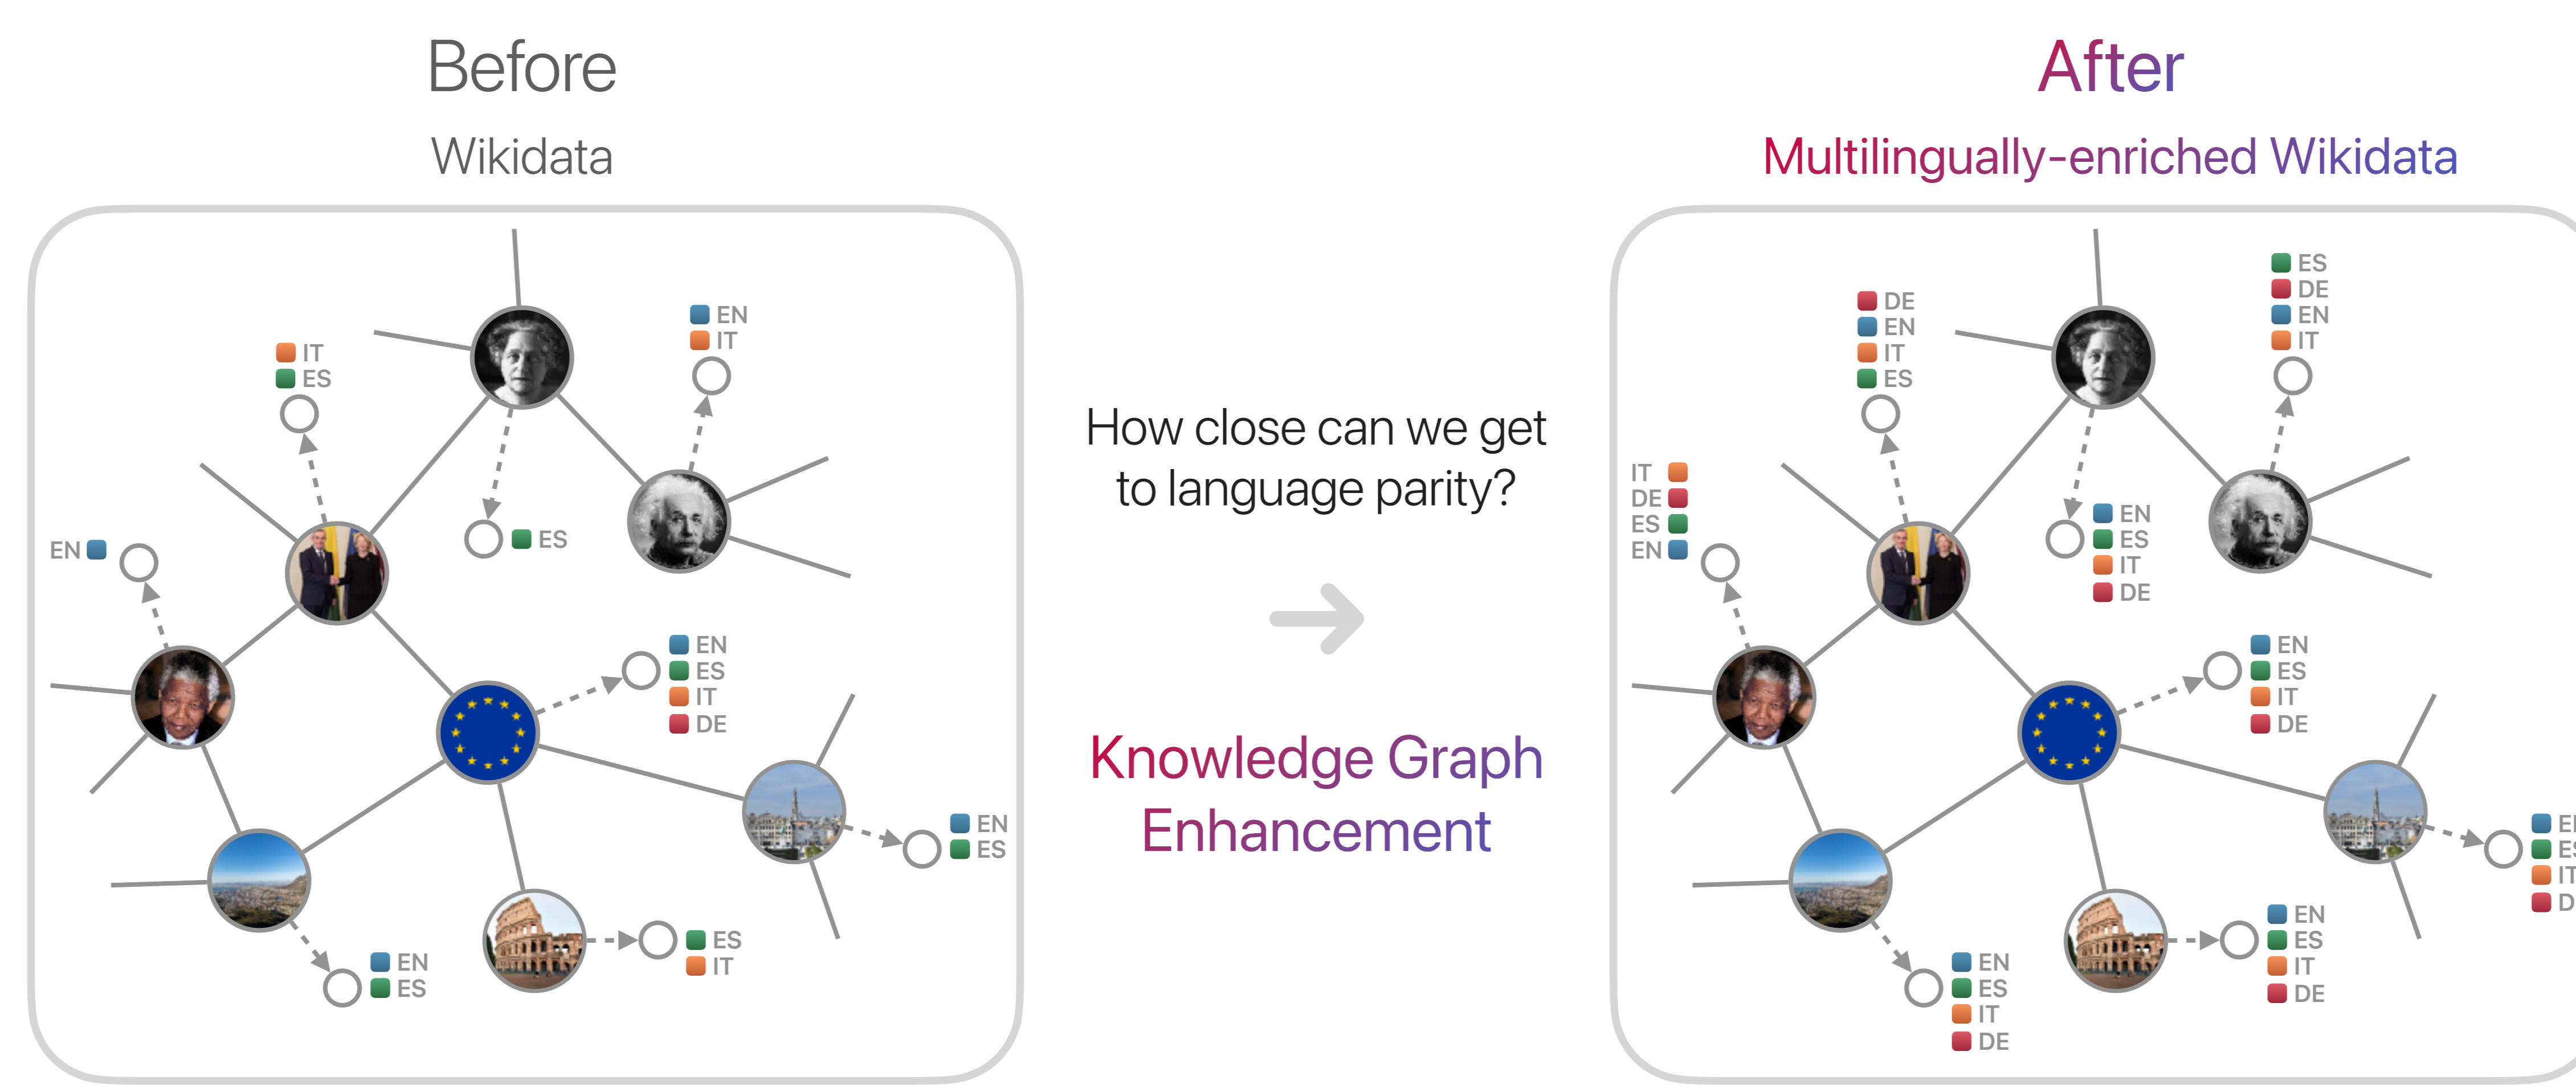 Before
Wikidata
EN
IT
IT
ES
ES
EN
EN
ES
IT
DE
EN
ES
ES
IT
EN
ES
How close can we get
to language parity?
Knowledge Graph
Enhancement
After
Multilingually-enriched Wikidata
ES
DE
EN
IT
DE
EN
IT
ES
IT
DE
ES
EN
EN
ES
IT
DE
EN
ES
IT
DE
E
E
IT
D
EN
ES
IT
DE
EN
ES
IT
DE